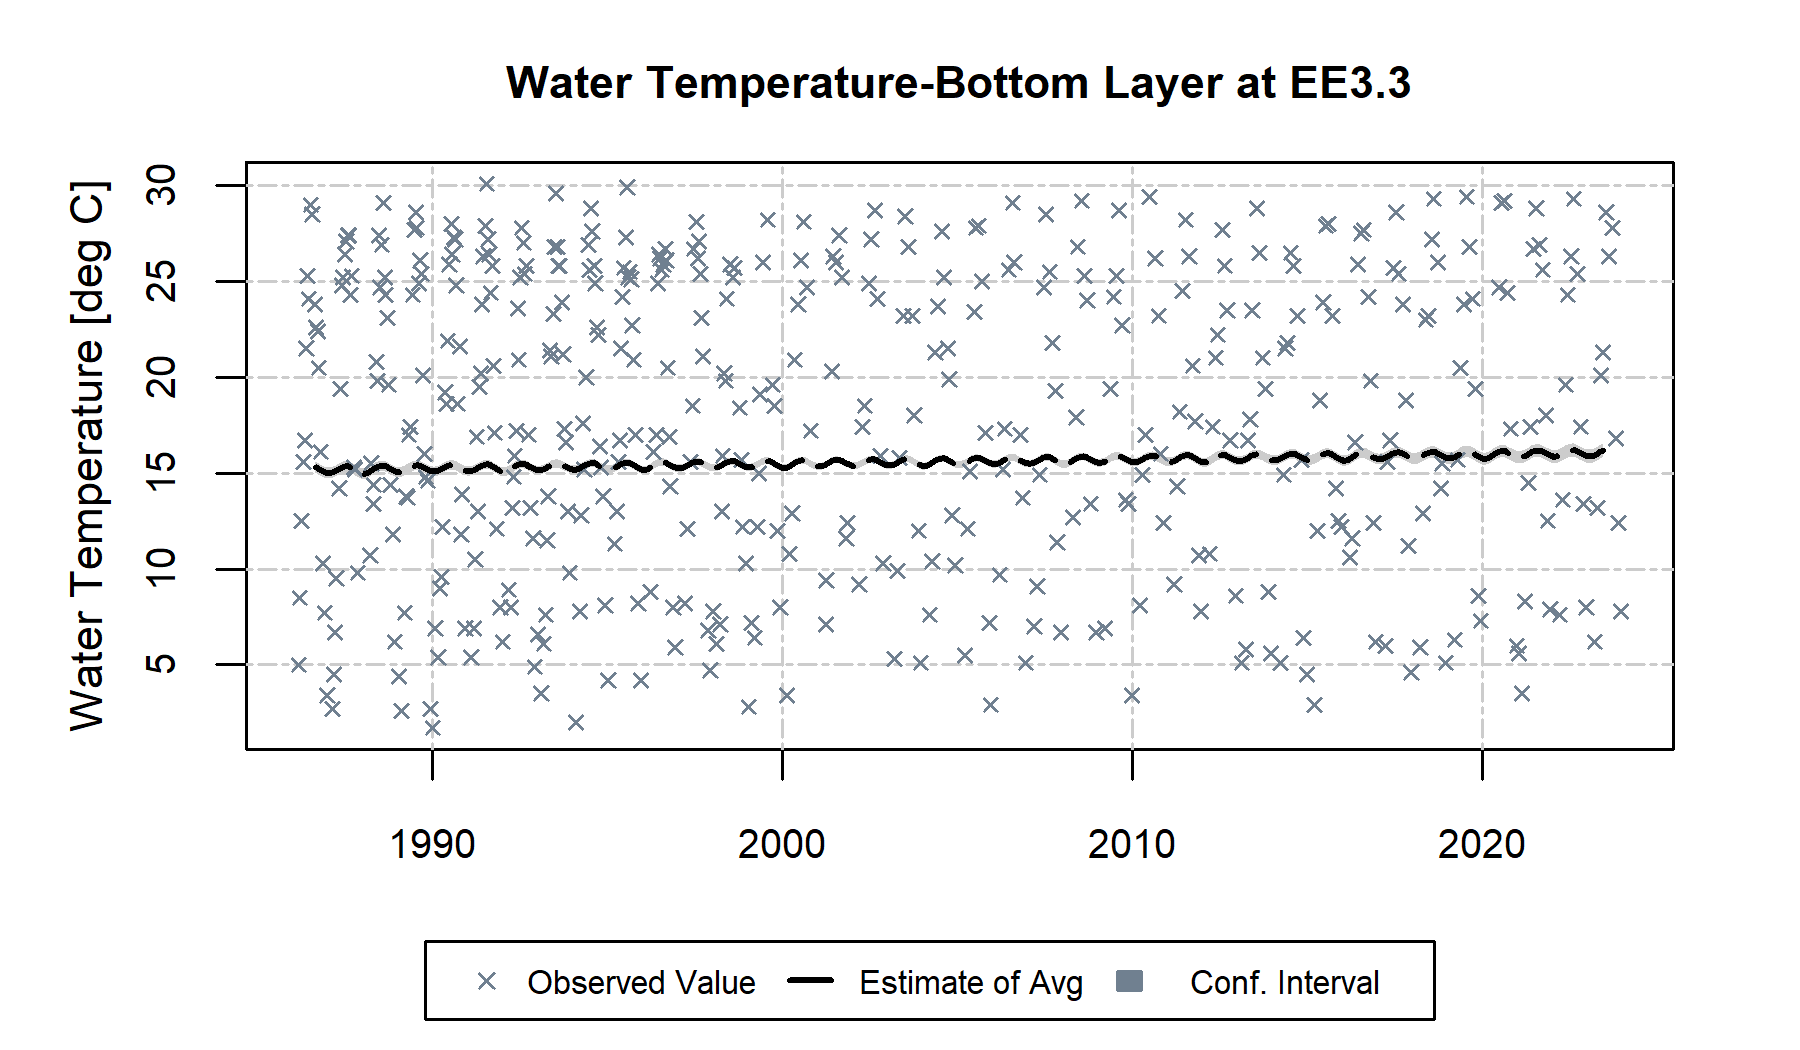 Water Temperature-Bottom Layer at EE3.3
Water Temperature [deg C]
30
25
20
15
10
5
1990 2000 2010 2020
Observed Value Estimate of Avg Conf. Interval